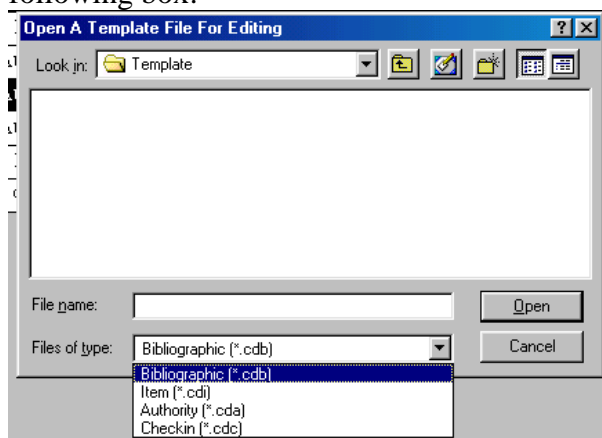 following box:
Open A Template File For Editing
Look in: Template
File name:
Open
Files of type: Bibliographic (*.cdb)
Cancel
Bibliographic (*.cdb)
Item (*.cdi)
Authority (*.cda)
Checkin (*.cdc)